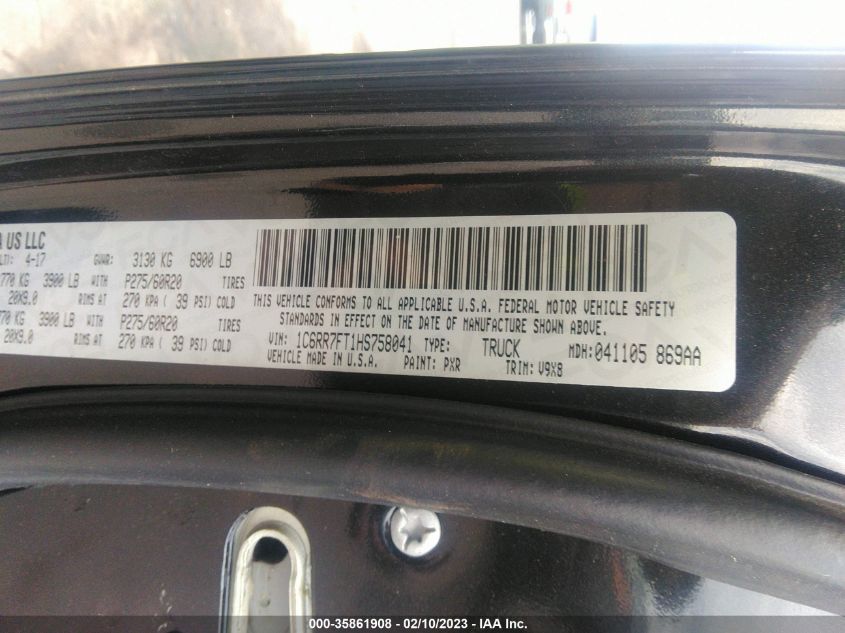 A US LLC
LTI: 4-17 GVWR: 3130 KG 6900 LB
770 KG 3900 LB WITH P275/60R20 TIRES
20X9.0 RIMS AT 270 KPA ( 39 PSI) COLD
770 KG 3900 LB WITH P275/60R20 TIRES
20X9.0 RIMS AT 270 KPA ( 39 PSI) COLD
THIS VEHICLE CONFORMS TO ALL APPLICABLE U.S.A. FEDERAL MOTOR VEHICLE SAFETY
STANDARDS IN EFFECT ON THE DATE OF MANUFACTURE SHOWN ABOVE.
VIN: 1C6RR7FT1HS758041 TYPE: TRUCK MDH:041105 869AA
VEHICLE MADE IN U.S.A. PAINT: PXR TRIM: V9X8
000-35861908 - 02/10/2023 - IAA Inc.